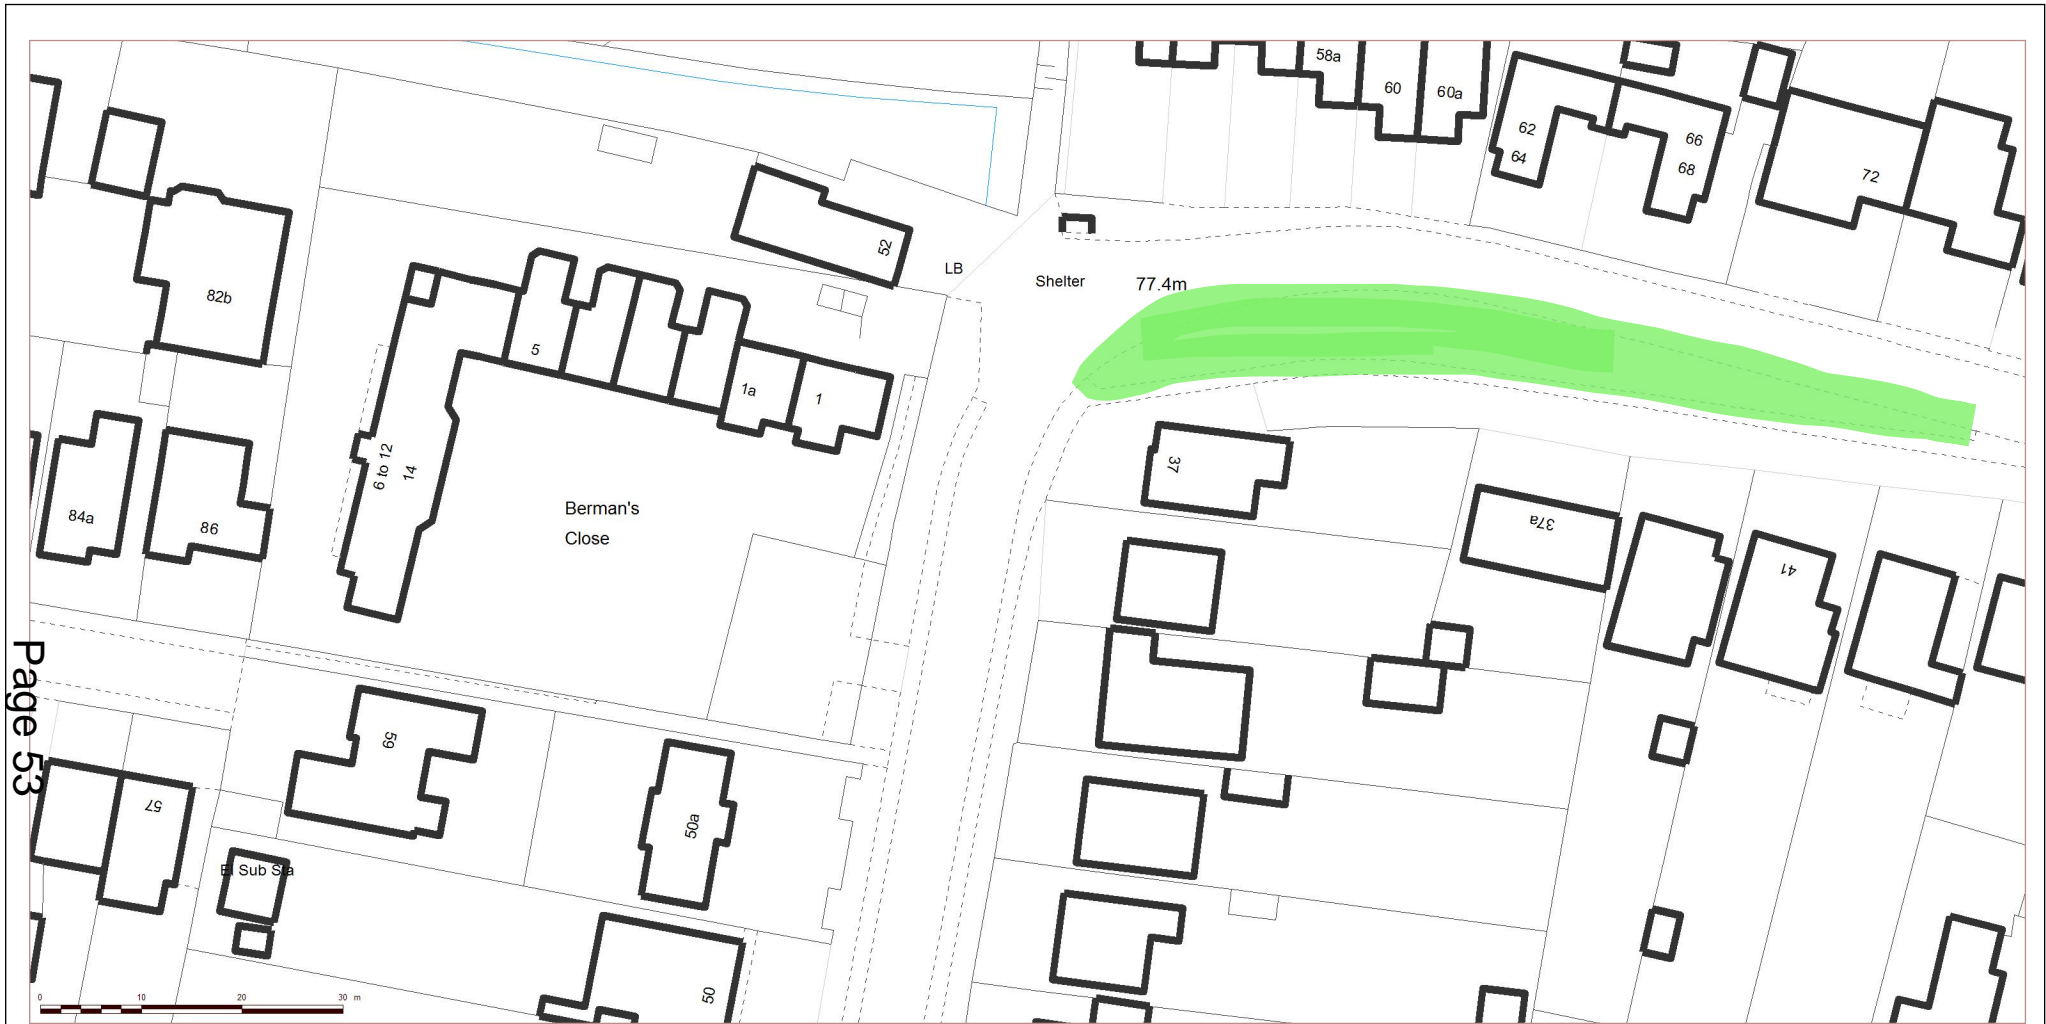 58a
60
60a
62
64
66
68
72
52
LB
Shelter
77.4m
82b
5
1a
1
37
6 to 12
14
84a
86
Berman's
Close
37a
41
Page 53
59
57
50a
El Sub Sta
50
0
10
20
30 m